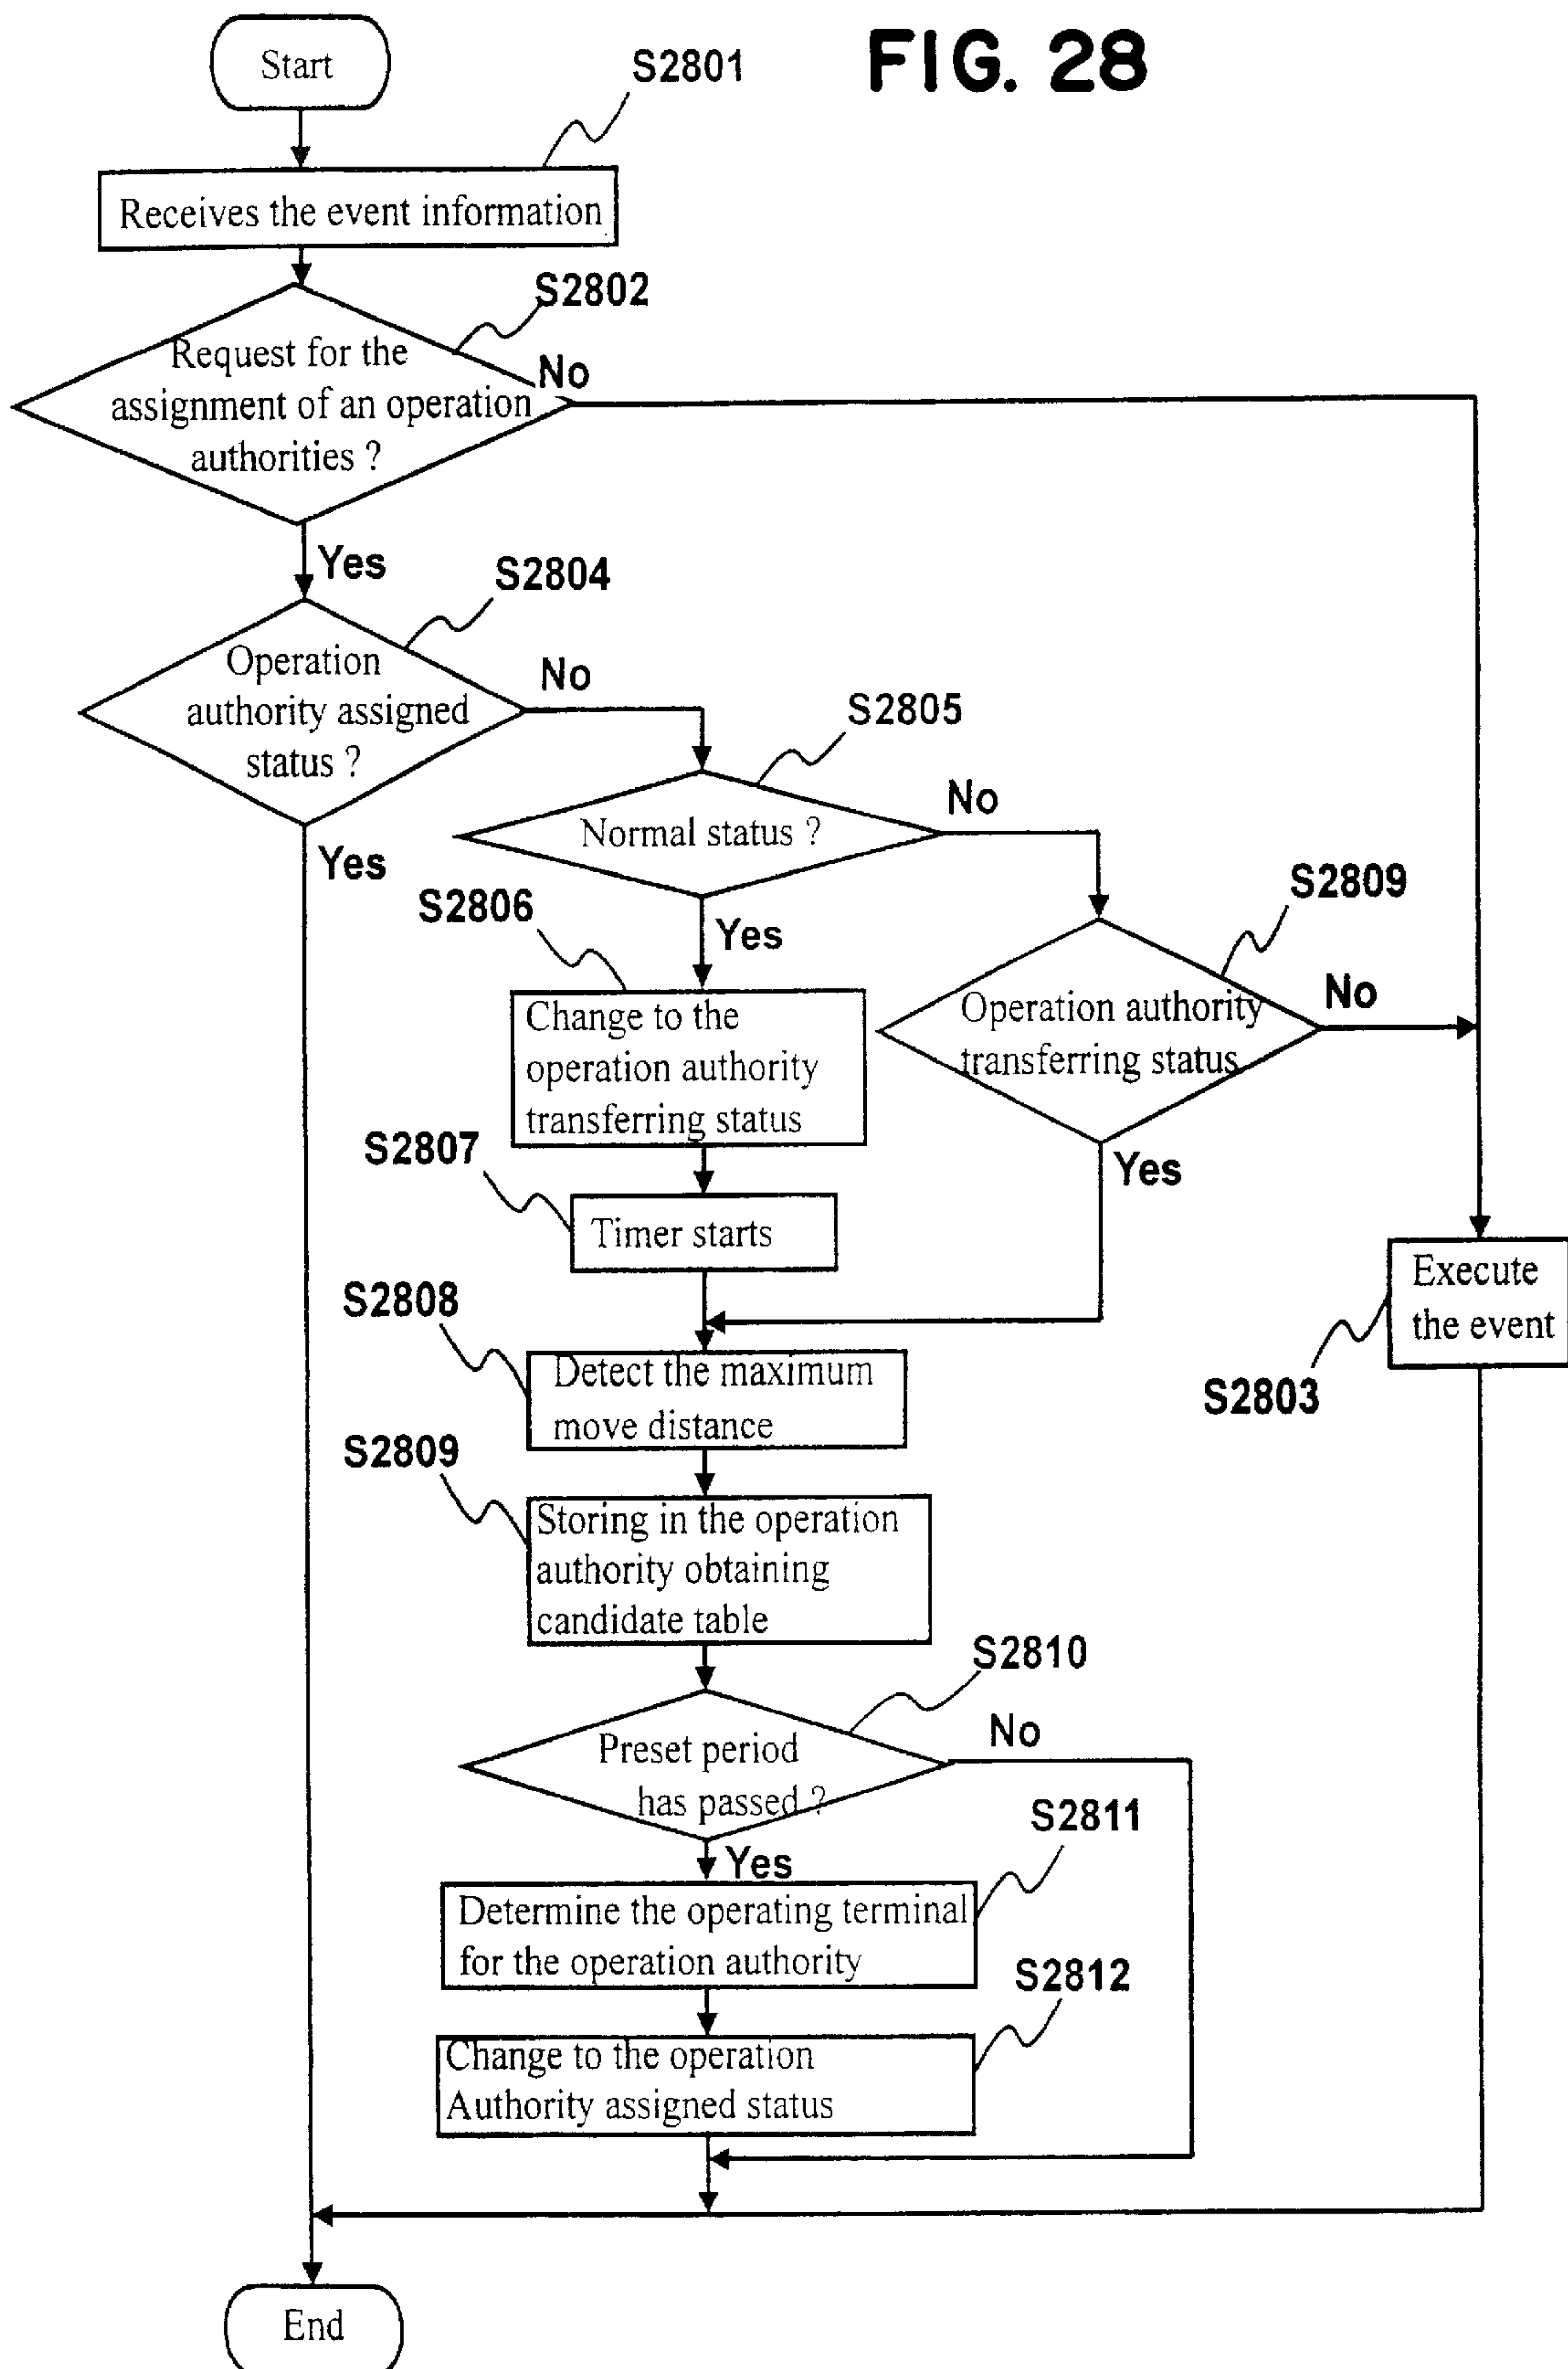 FIG. 28
Start
S2801
Receives the event information
S2802
Request for the
assignment of an operation
authorities ?
No
Yes
S2804
Operation
authority assigned
status ?
No
Yes
S2805
Normal status ?
No
Yes
S2806
Change to the
operation authority
transferring status
S2809
Operation authority
transferring status
No
Yes
S2807
Timer starts
Execute
the event
S2803
S2808
Detect the maximum
move distance
S2809
Storing in the operation
authority obtaining
candidate table
S2810
Preset period
has passed ?
No
Yes
S2811
Determine the operating terminal
for the operation authority
S2812
Change to the operation
Authority assigned status
End